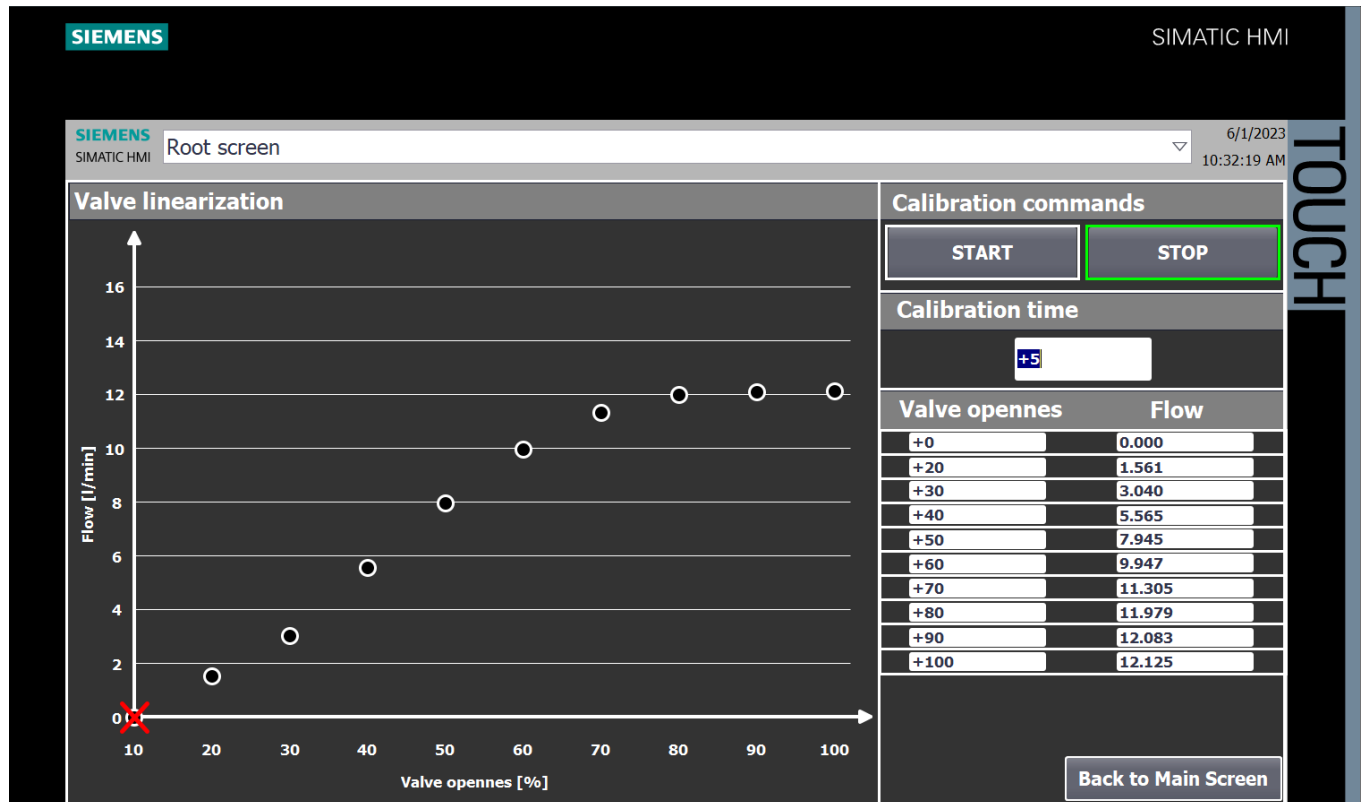 SIEMENS
SIMATIC HMI
TOUCH
SIEMENS
SIMATIC HMI
Root screen
6/1/2023
10:32:19 AM
Valve linearization
16
14
12
10
8
6
4
2
0
Flow [l/min]
10 20 30 40 50 60 70 80 90 100
Valve opennes [%]
Calibration commands
START STOP
Calibration time
+5
Valve opennes Flow
+0 0.000
+20 1.561
+30 3.040
+40 5.565
+50 7.945
+60 9.947
+70 11.305
+80 11.979
+90 12.083
+100 12.125
Back to Main Screen